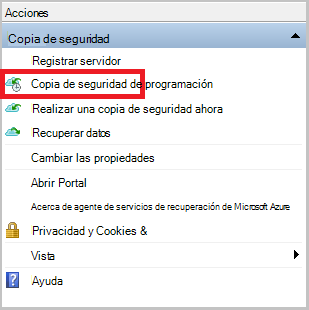 Acciones
Copia de seguridad
Registrar servidor
Copia de seguridad de programación
Realizar una copia de seguridad ahora
Recuperar datos
Cambiar las propiedades
Abrir Portal
Acerca de agente de servicios de recuperación de Microsoft Azure
Privacidad y Cookies &
Vista
Ayuda